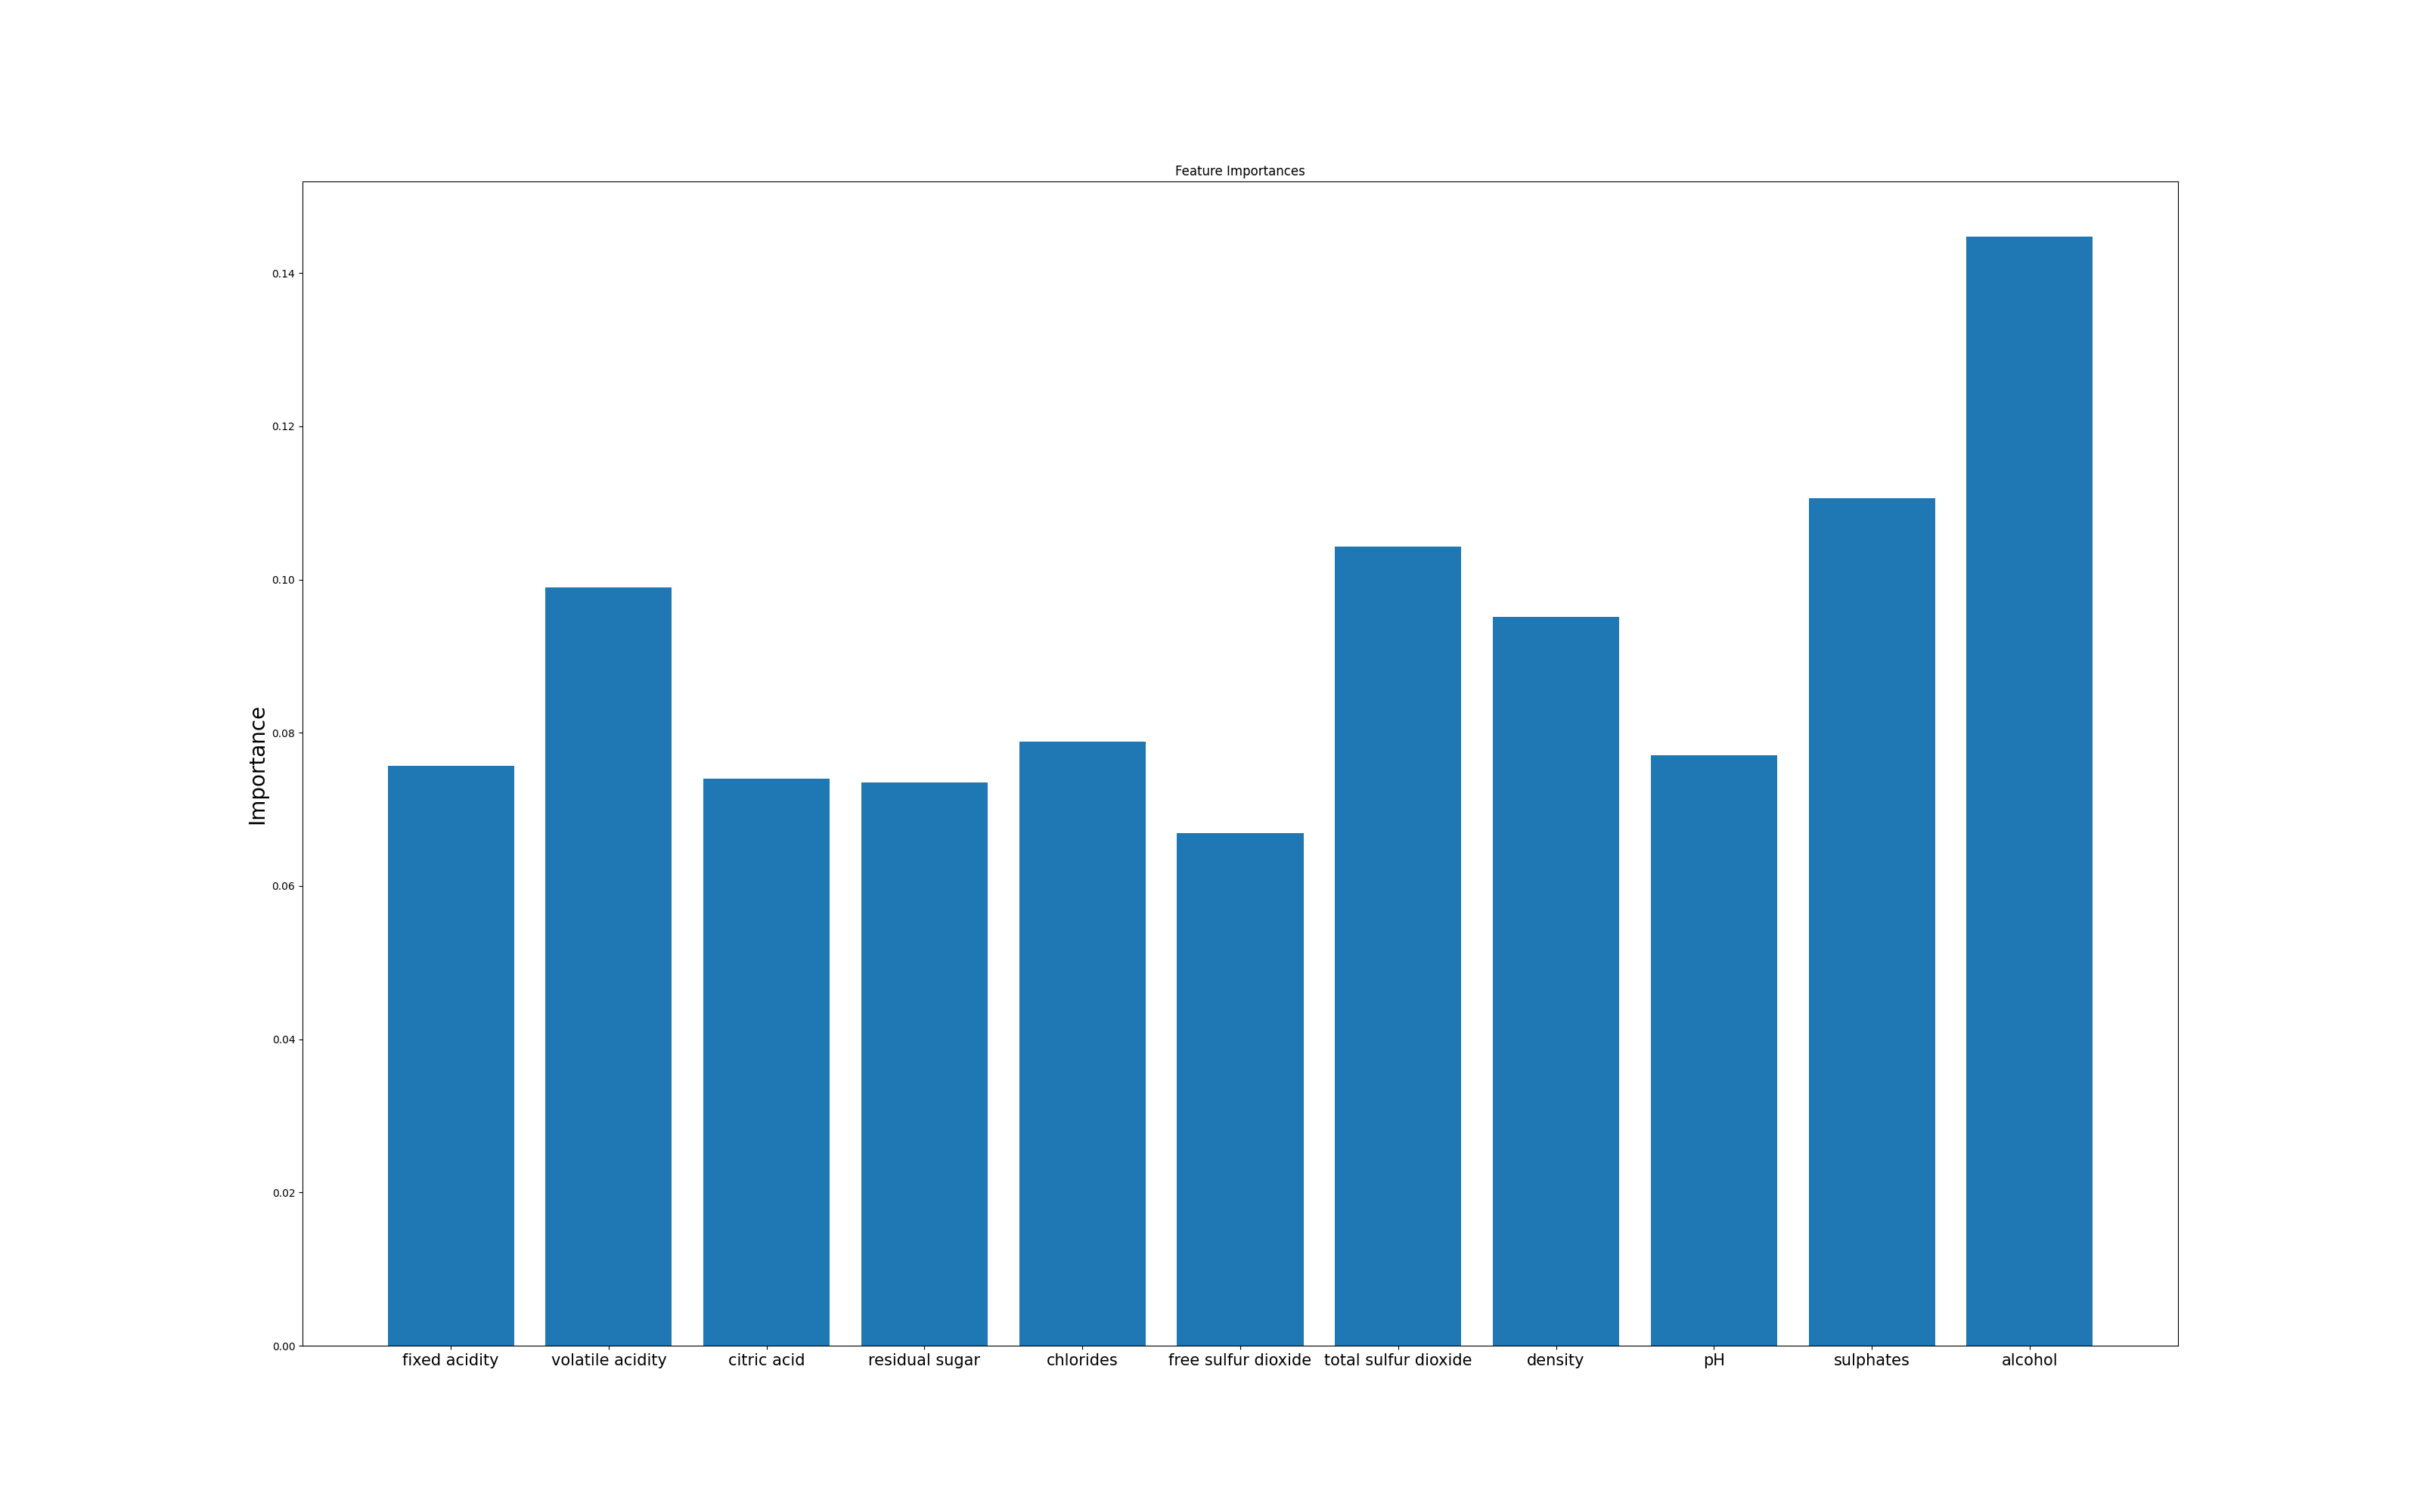 Feature Importances
Importance
0.14
0.12
0.10
0.08
0.06
0.04
0.02
0.00
fixed acidity volatile acidity citric acid residual sugar chlorides free sulfur dioxide total sulfur dioxide density pH sulphates alcohol